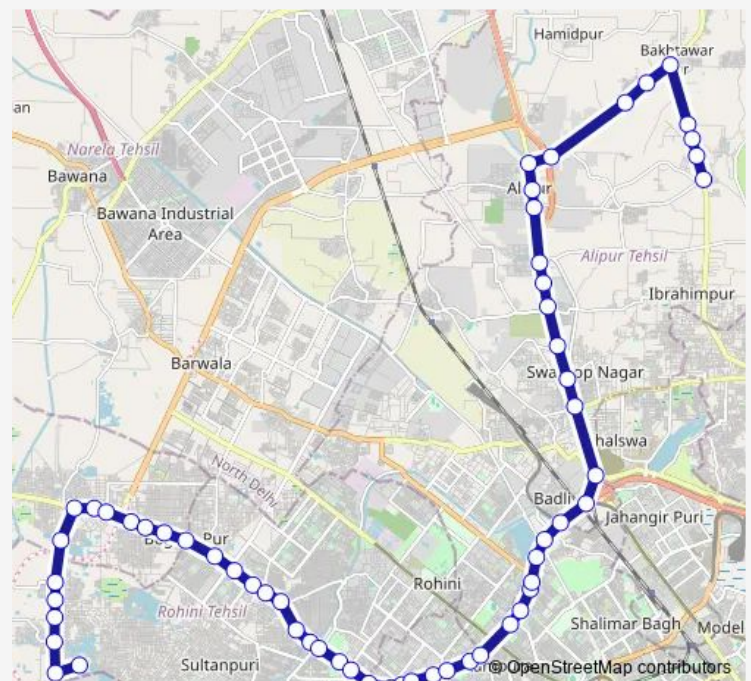 Hamidpur
Bakhtawar
an
Narela Tehsil
Bawana
Bawana Industrial
Area
Alipur Tehsil
Ibrahimpur
Barwala
Nagar
halswa
North Delhi
Badli
Jahangir Puri
Pur
Rohini
Rohini Tehsil
Shalimar Bagh
Model
Sultanpuri
© OpenStreetMap contributors